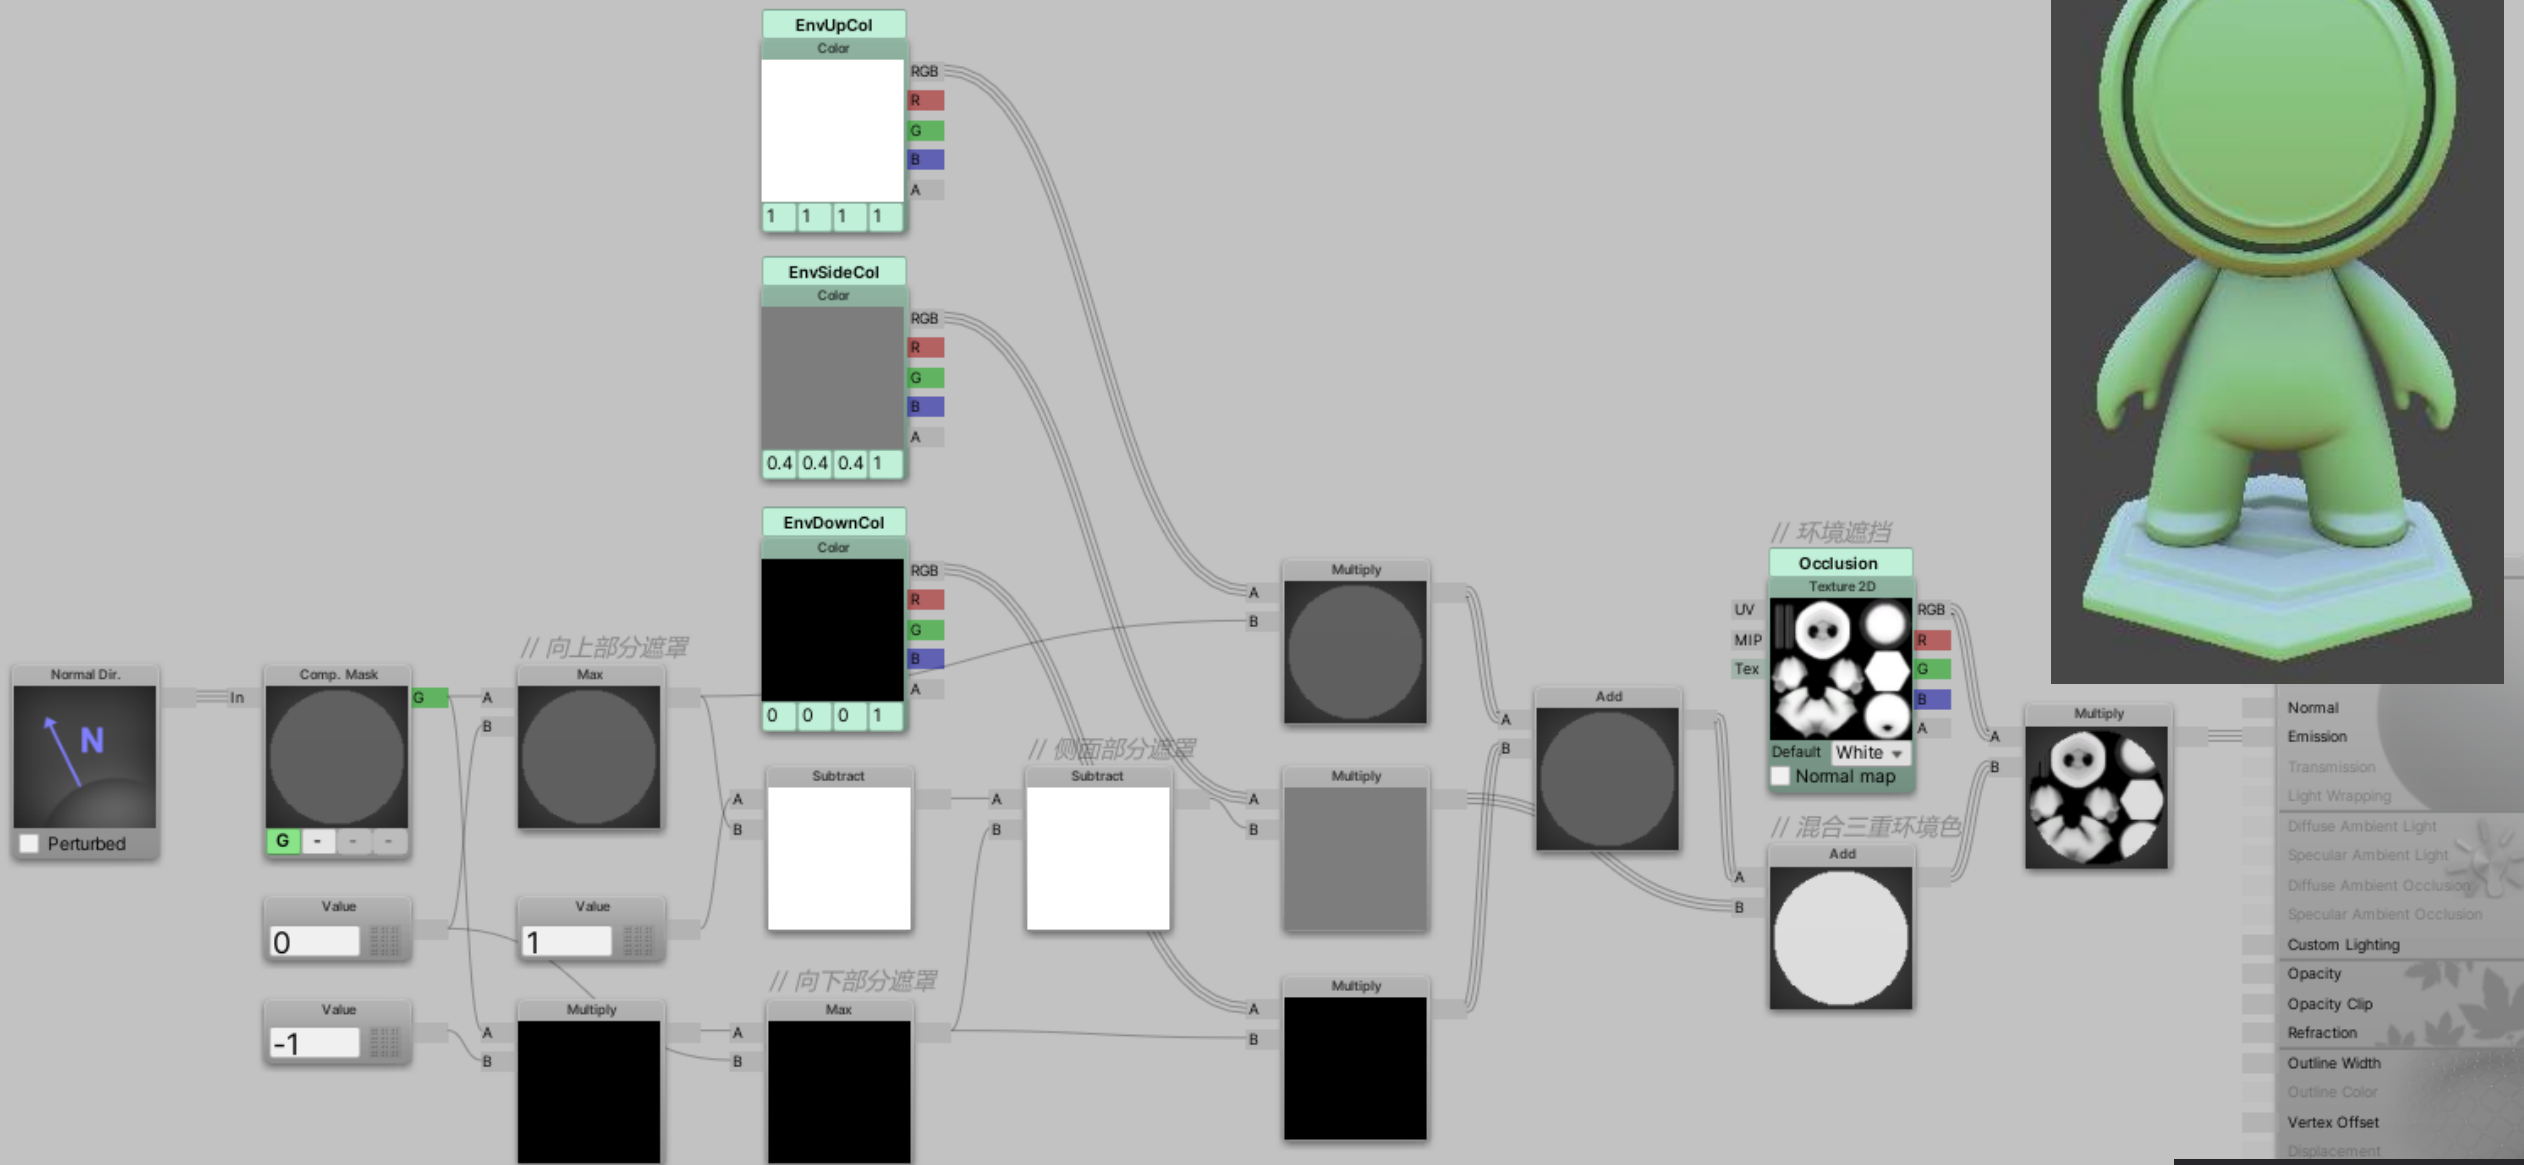 EnvUpCol
Color
RGB
R
G
B
A
1 1 1 1
EnvSideCol
Color
RGB
R
G
B
A
0.4 0.4 0.4 1
EnvDownCol
Color
RGB
R
G
B
A
0 0 0 1
Normal Dir.
N
Perturbed
In
Comp. Mask
G
G - - -
// 向上部分遮罩
Max
A
B
Value
0
Value
1
Value
-1
Multiply
A
B
Subtract
A
B
// 向下部分遮罩
Max
A
B
// 侧面部分遮罩
Subtract
A
B
Multiply
A
B
Multiply
A
B
Multiply
A
B
Add
A
B
// 环境遮挡
Occlusion
Texture 2D
UV
MIP
Tex
RGB
R
G
B
A
Default White
Normal map
// 混合三重环境色
Add
A
B
Multiply
A
B
Normal
Emission
Transmission
Light Wrapping
Diffuse Ambient Light
Specular Ambient Light
Diffuse Ambient Occlusion
Specular Ambient Occlusion
Custom Lighting
Opacity
Opacity Clip
Refraction
Outline Width
Outline Color
Vertex Offset
Displacement